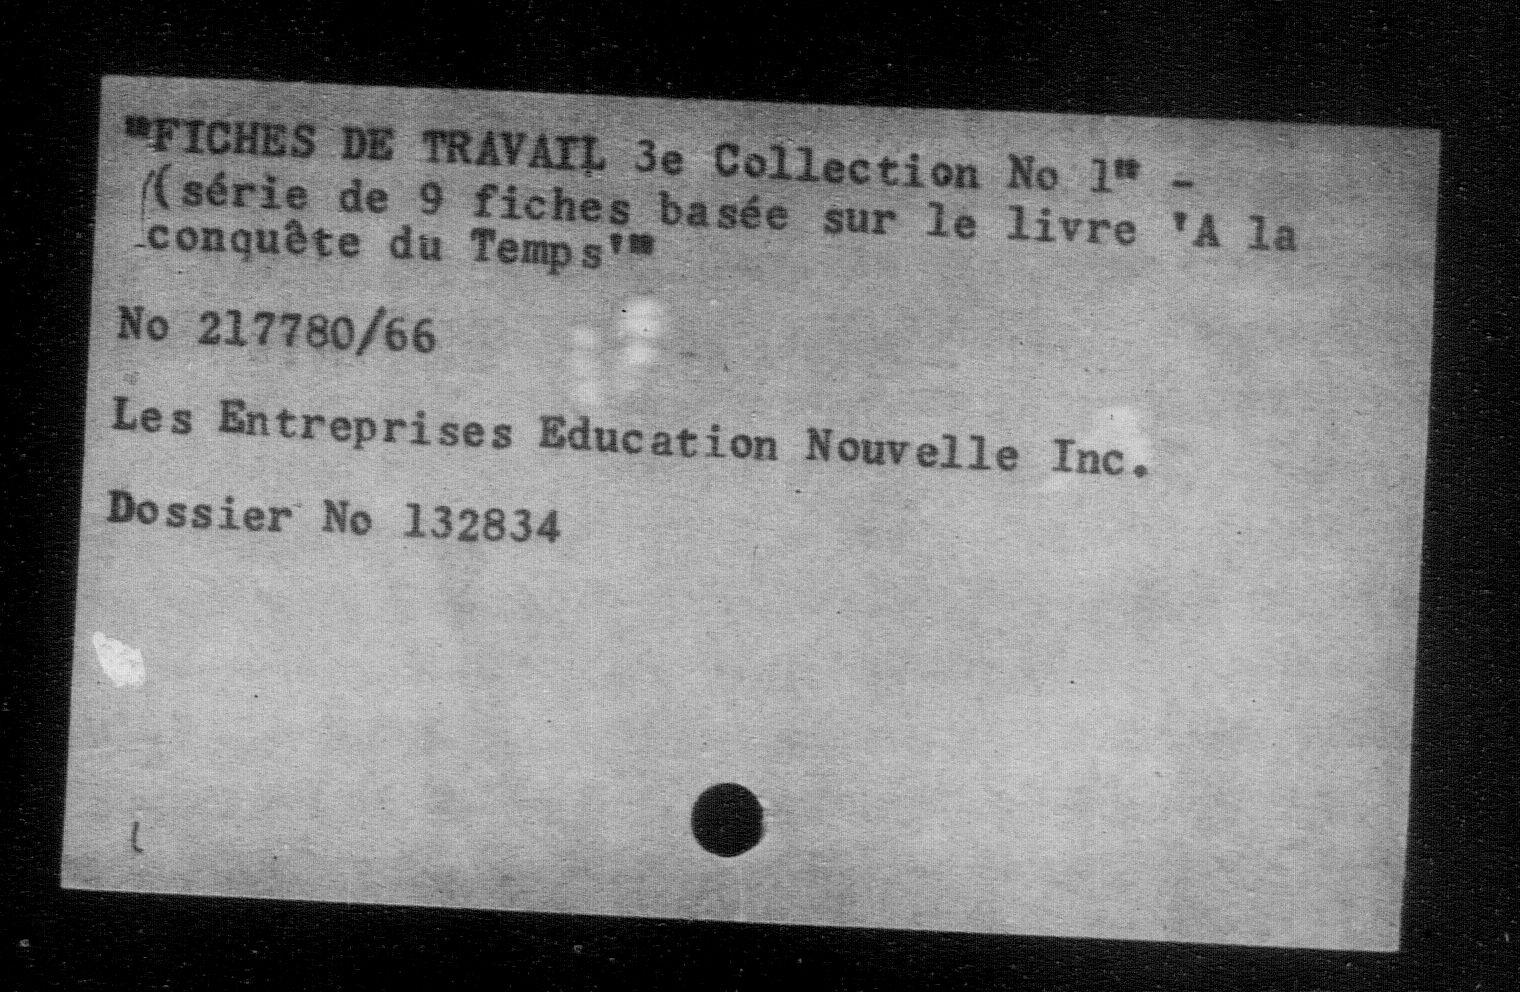 "FICHES DE TRAVAIL 3e Collection No 1" -
(série de 9 fiches basée sur le livre 'A la
conquête du Temps'"
No 217780/66
Les Entreprises Education Nouvelle Inc.
Dossier No 132834